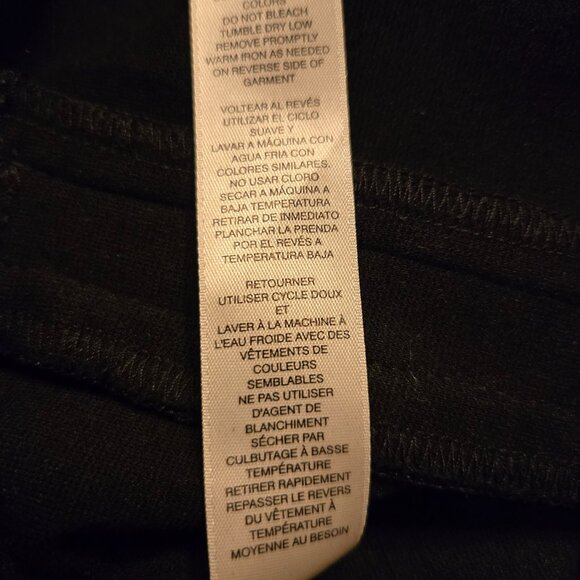 COLORS
DO NOT BLEACH
TUMBLE DRY LOW
REMOVE PROMPTLY
WARM IRON AS NEEDED
ON REVERSE SIDE OF
GARMENT
VOLTEAR AL REVÉS
UTILIZAR EL CICLO
SUAVE Y
LAVAR A MÁQUINA CON
AGUA FRIA CON
COLORES SIMILARES.
NO USAR CLORO
SECAR A MÁQUINA A
BAJA TEMPERATURA
RETIRAR DE INMEDIATO
PLANCHAR LA PRENDA
POR EL REVÉS A
TEMPERATURA BAJA
RETOURNER
UTILISER CYCLE DOUX
ET
LAVER À LA MACHINE À
L'EAU FROIDE AVEC DES
VÊTEMENTS DE
COULEURS
SEMBLABLES
NE PAS UTILISER
D'AGENT DE
BLANCHIMENT
SÉCHER PAR
CULBUTAGE À BASSE
TEMPÉRATURE
RETIRER RAPIDEMENT
REPASSER LE REVERS
DU VÊTEMENT À
TEMPÉRATURE
MOYENNE AU BESOIN